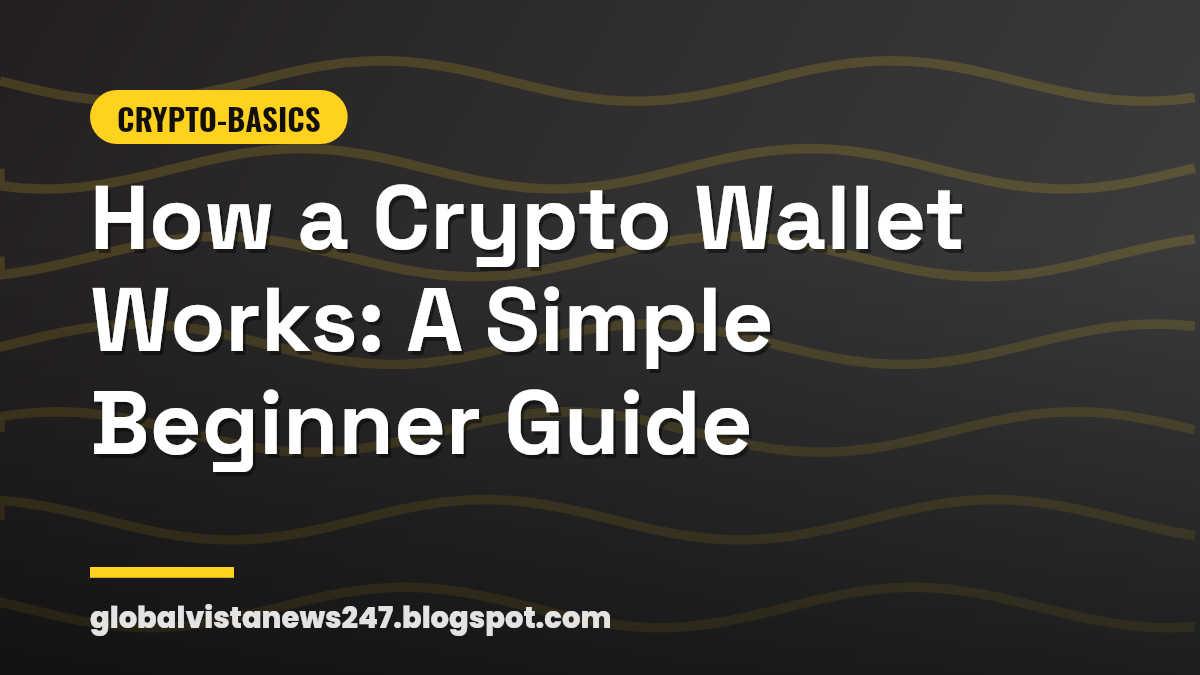 CRYPTO-BASICS
How a Crypto Wallet
Works: A Simple
Beginner Guide
globalvistanews247.blogspot.com